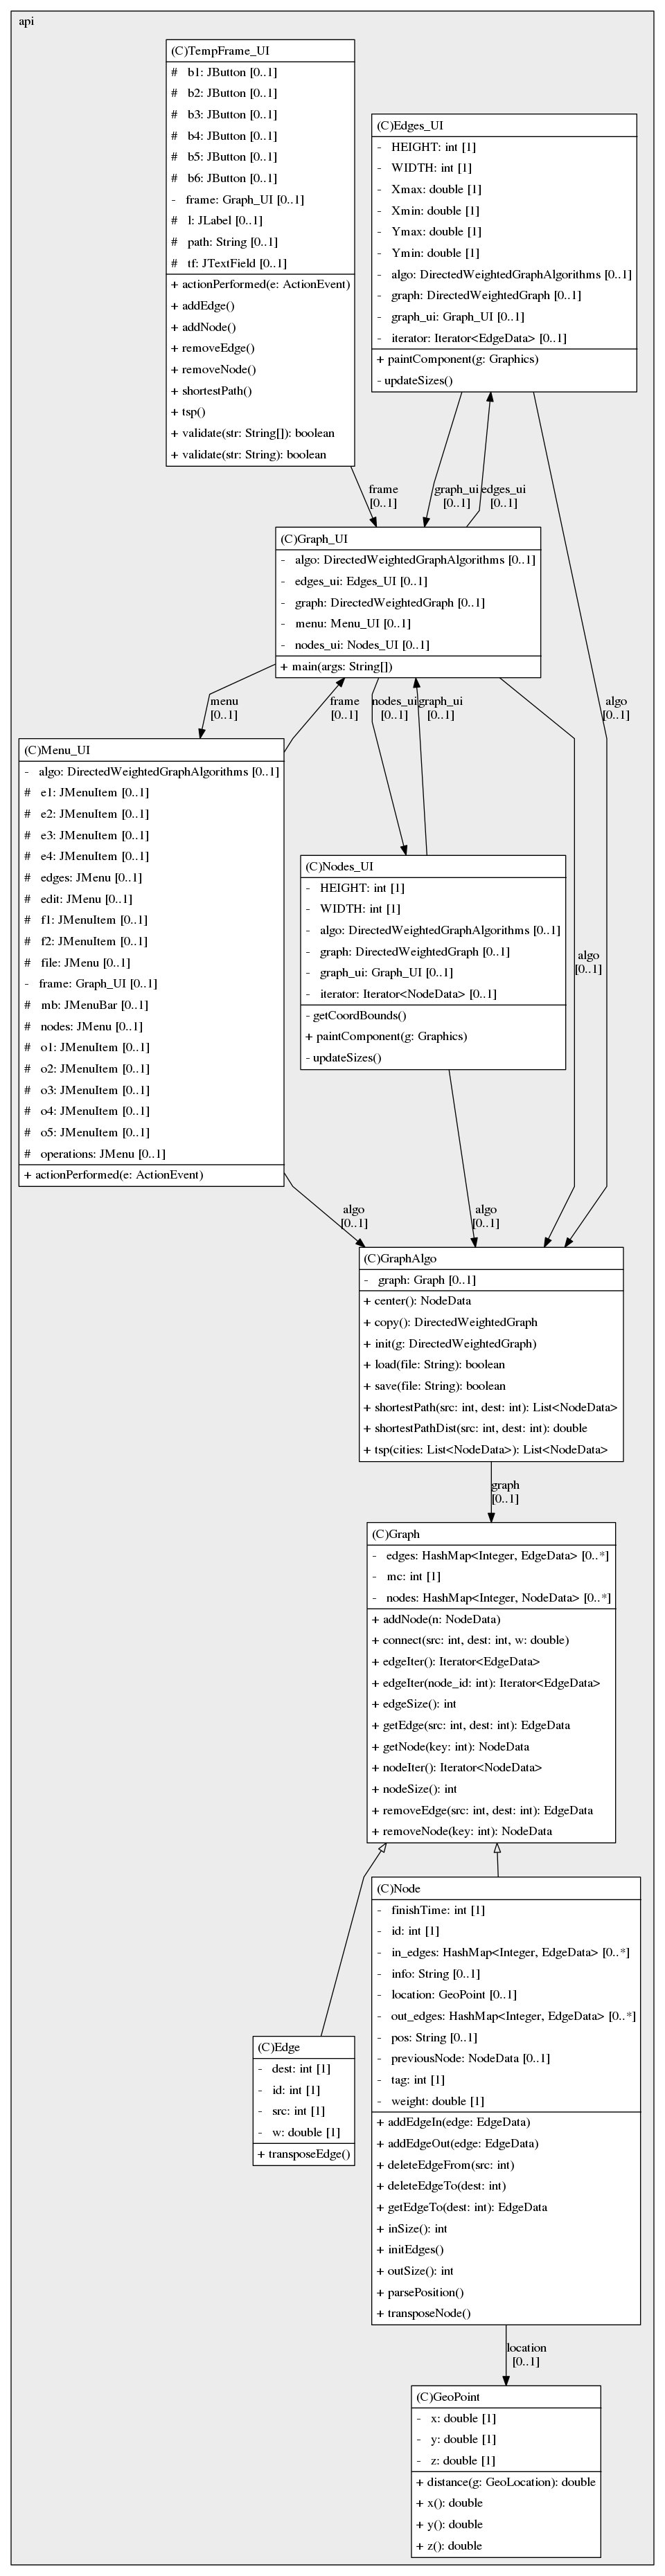 api
(C)TempFrame_UI
# b1: JButton [0..1]
# b2: JButton [0..1]
# b3: JButton [0..1]
# b4: JButton [0..1]
# b5: JButton [0..1]
# b6: JButton [0..1]
- frame: Graph_UI [0..1]
# l: JLabel [0..1]
# path: String [0..1]
# tf: JTextField [0..1]
+ actionPerformed(e: ActionEvent)
+ addEdge()
+ addNode()
+ removeEdge()
+ removeNode()
+ shortestPath()
+ tsp()
+ validate(str: String[]): boolean
+ validate(str: String): boolean
(C)Edges_UI
- HEIGHT: int [1]
- WIDTH: int [1]
- Xmax: double [1]
- Xmin: double [1]
- Ymax: double [1]
- Ymin: double [1]
- algo: DirectedWeightedGraphAlgorithms [0..1]
- graph: DirectedWeightedGraph [0..1]
- graph_ui: Graph_UI [0..1]
- iterator: Iterator<EdgeData> [0..1]
+ paintComponent(g: Graphics)
- updateSizes()
frame
[0..1]
graph_ui
[0..1]
edges_ui
[0..1]
(C)Graph_UI
- algo: DirectedWeightedGraphAlgorithms [0..1]
- edges_ui: Edges_UI [0..1]
- graph: DirectedWeightedGraph [0..1]
- menu: Menu_UI [0..1]
- nodes_ui: Nodes_UI [0..1]
+ main(args: String[])
menu
[0..1]
frame
[0..1]
nodes_ui
[0..1]
graph_ui
[0..1]
algo
[0..1]
(C)Menu_UI
- algo: DirectedWeightedGraphAlgorithms [0..1]
# e1: JMenuItem [0..1]
# e2: JMenuItem [0..1]
# e3: JMenuItem [0..1]
# e4: JMenuItem [0..1]
# edges: JMenu [0..1]
# edit: JMenu [0..1]
# f1: JMenuItem [0..1]
# f2: JMenuItem [0..1]
# file: JMenu [0..1]
- frame: Graph_UI [0..1]
# mb: JMenuBar [0..1]
# nodes: JMenu [0..1]
# o1: JMenuItem [0..1]
# o2: JMenuItem [0..1]
# o3: JMenuItem [0..1]
# o4: JMenuItem [0..1]
# o5: JMenuItem [0..1]
# operations: JMenu [0..1]
+ actionPerformed(e: ActionEvent)
(C)Nodes_UI
- HEIGHT: int [1]
- WIDTH: int [1]
- algo: DirectedWeightedGraphAlgorithms [0..1]
- graph: DirectedWeightedGraph [0..1]
- graph_ui: Graph_UI [0..1]
- iterator: Iterator<NodeData> [0..1]
- getCoordBounds()
+ paintComponent(g: Graphics)
- updateSizes()
algo
[0..1]
algo
[0..1]
algo
[0..1]
(C)GraphAlgo
- graph: Graph [0..1]
+ center(): NodeData
+ copy(): DirectedWeightedGraph
+ init(g: DirectedWeightedGraph)
+ load(file: String): boolean
+ save(file: String): boolean
+ shortestPath(src: int, dest: int): List<NodeData>
+ shortestPathDist(src: int, dest: int): double
+ tsp(cities: List<NodeData>): List<NodeData>
graph
[0..1]
(C)Graph
- edges: HashMap<Integer, EdgeData> [0..*]
- mc: int [1]
- nodes: HashMap<Integer, NodeData> [0..*]
+ addNode(n: NodeData)
+ connect(src: int, dest: int, w: double)
+ edgeIter(): Iterator<EdgeData>
+ edgeIter(node_id: int): Iterator<EdgeData>
+ edgeSize(): int
+ getEdge(src: int, dest: int): EdgeData
+ getNode(key: int): NodeData
+ nodeIter(): Iterator<NodeData>
+ nodeSize(): int
+ removeEdge(src: int, dest: int): EdgeData
+ removeNode(key: int): NodeData
(C)Node
- finishTime: int [1]
- id: int [1]
- in_edges: HashMap<Integer, EdgeData> [0..*]
- info: String [0..1]
- location: GeoPoint [0..1]
- out_edges: HashMap<Integer, EdgeData> [0..*]
- pos: String [0..1]
- previousNode: NodeData [0..1]
- tag: int [1]
- weight: double [1]
+ addEdgeIn(edge: EdgeData)
+ addEdgeOut(edge: EdgeData)
+ deleteEdgeFrom(src: int)
+ deleteEdgeTo(dest: int)
+ getEdgeTo(dest: int): EdgeData
+ inSize(): int
+ initEdges()
+ outSize(): int
+ parsePosition()
+ transposeNode()
(C)Edge
- dest: int [1]
- id: int [1]
- src: int [1]
- w: double [1]
+ transposeEdge()
location
[0..1]
(C)GeoPoint
- x: double [1]
- y: double [1]
- z: double [1]
+ distance(g: GeoLocation): double
+ x(): double
+ y(): double
+ z(): double